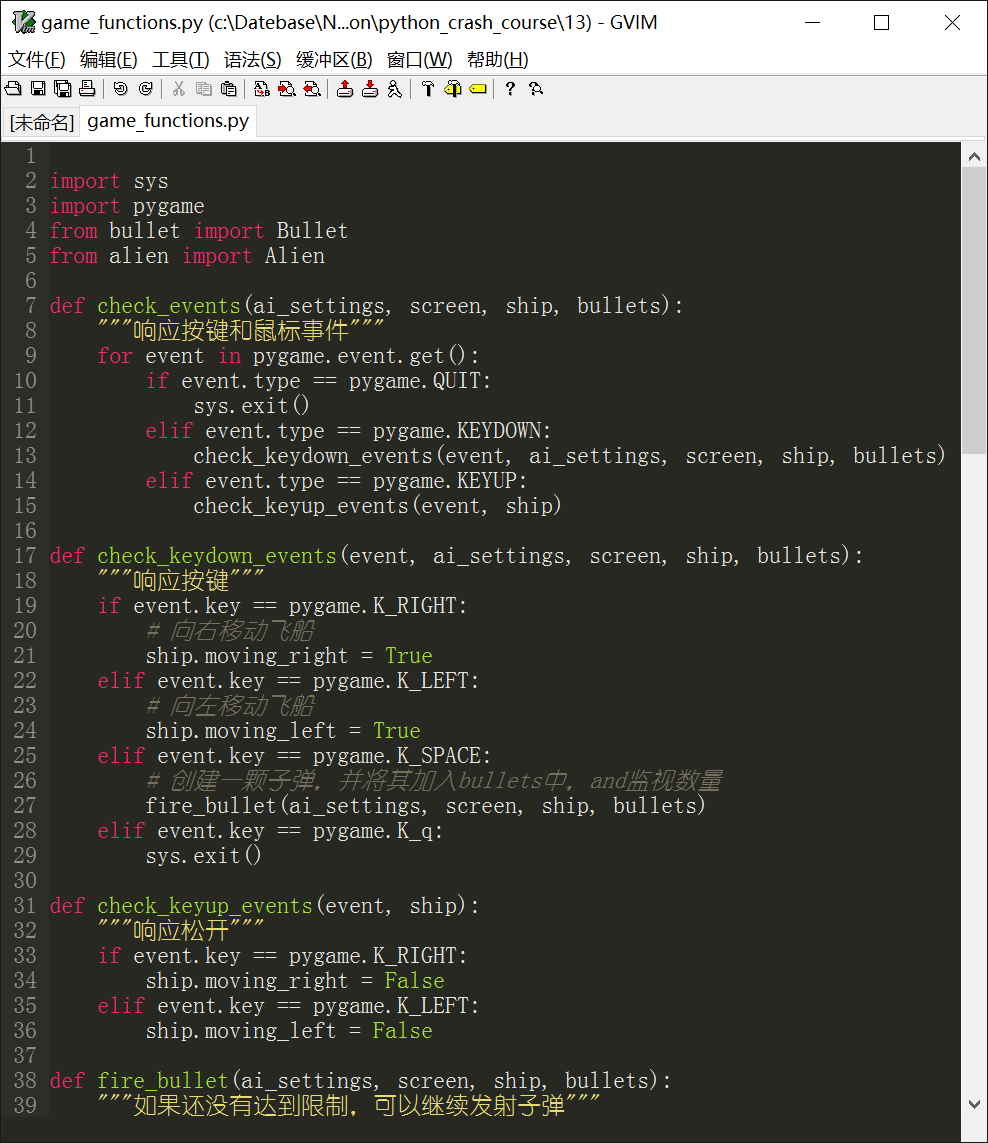 game_functions.py (c:\Datebase\N...on\python_crash_course\13) - GVIM
文件(F) 编辑(E) 工具(T) 语法(S) 缓冲区(B) 窗口(W) 帮助(H)
[未命名] game_functions.py
1
2 import sys
3 import pygame
4 from bullet import Bullet
5 from alien import Alien
6
7 def check_events(ai_settings, screen, ship, bullets):
8     """响应按键和鼠标事件"""
9     for event in pygame.event.get():
10         if event.type == pygame.QUIT:
11             sys.exit()
12         elif event.type == pygame.KEYDOWN:
13             check_keydown_events(event, ai_settings, screen, ship, bullets)
14         elif event.type == pygame.KEYUP:
15             check_keyup_events(event, ship)
16
17 def check_keydown_events(event, ai_settings, screen, ship, bullets):
18     """响应按键"""
19     if event.key == pygame.K_RIGHT:
20         # 向右移动飞船
21         ship.moving_right = True
22     elif event.key == pygame.K_LEFT:
23         # 向左移动飞船
24         ship.moving_left = True
25     elif event.key == pygame.K_SPACE:
26         # 创建一颗子弹，并将其加入bullets中，and监视数量
27         fire_bullet(ai_settings, screen, ship, bullets)
28     elif event.key == pygame.K_q:
29         sys.exit()
30
31 def check_keyup_events(event, ship):
32     """响应松开"""
33     if event.key == pygame.K_RIGHT:
34         ship.moving_right = False
35     elif event.key == pygame.K_LEFT:
36         ship.moving_left = False
37
38 def fire_bullet(ai_settings, screen, ship, bullets):
39     """如果还没有达到限制，可以继续发射子弹"""